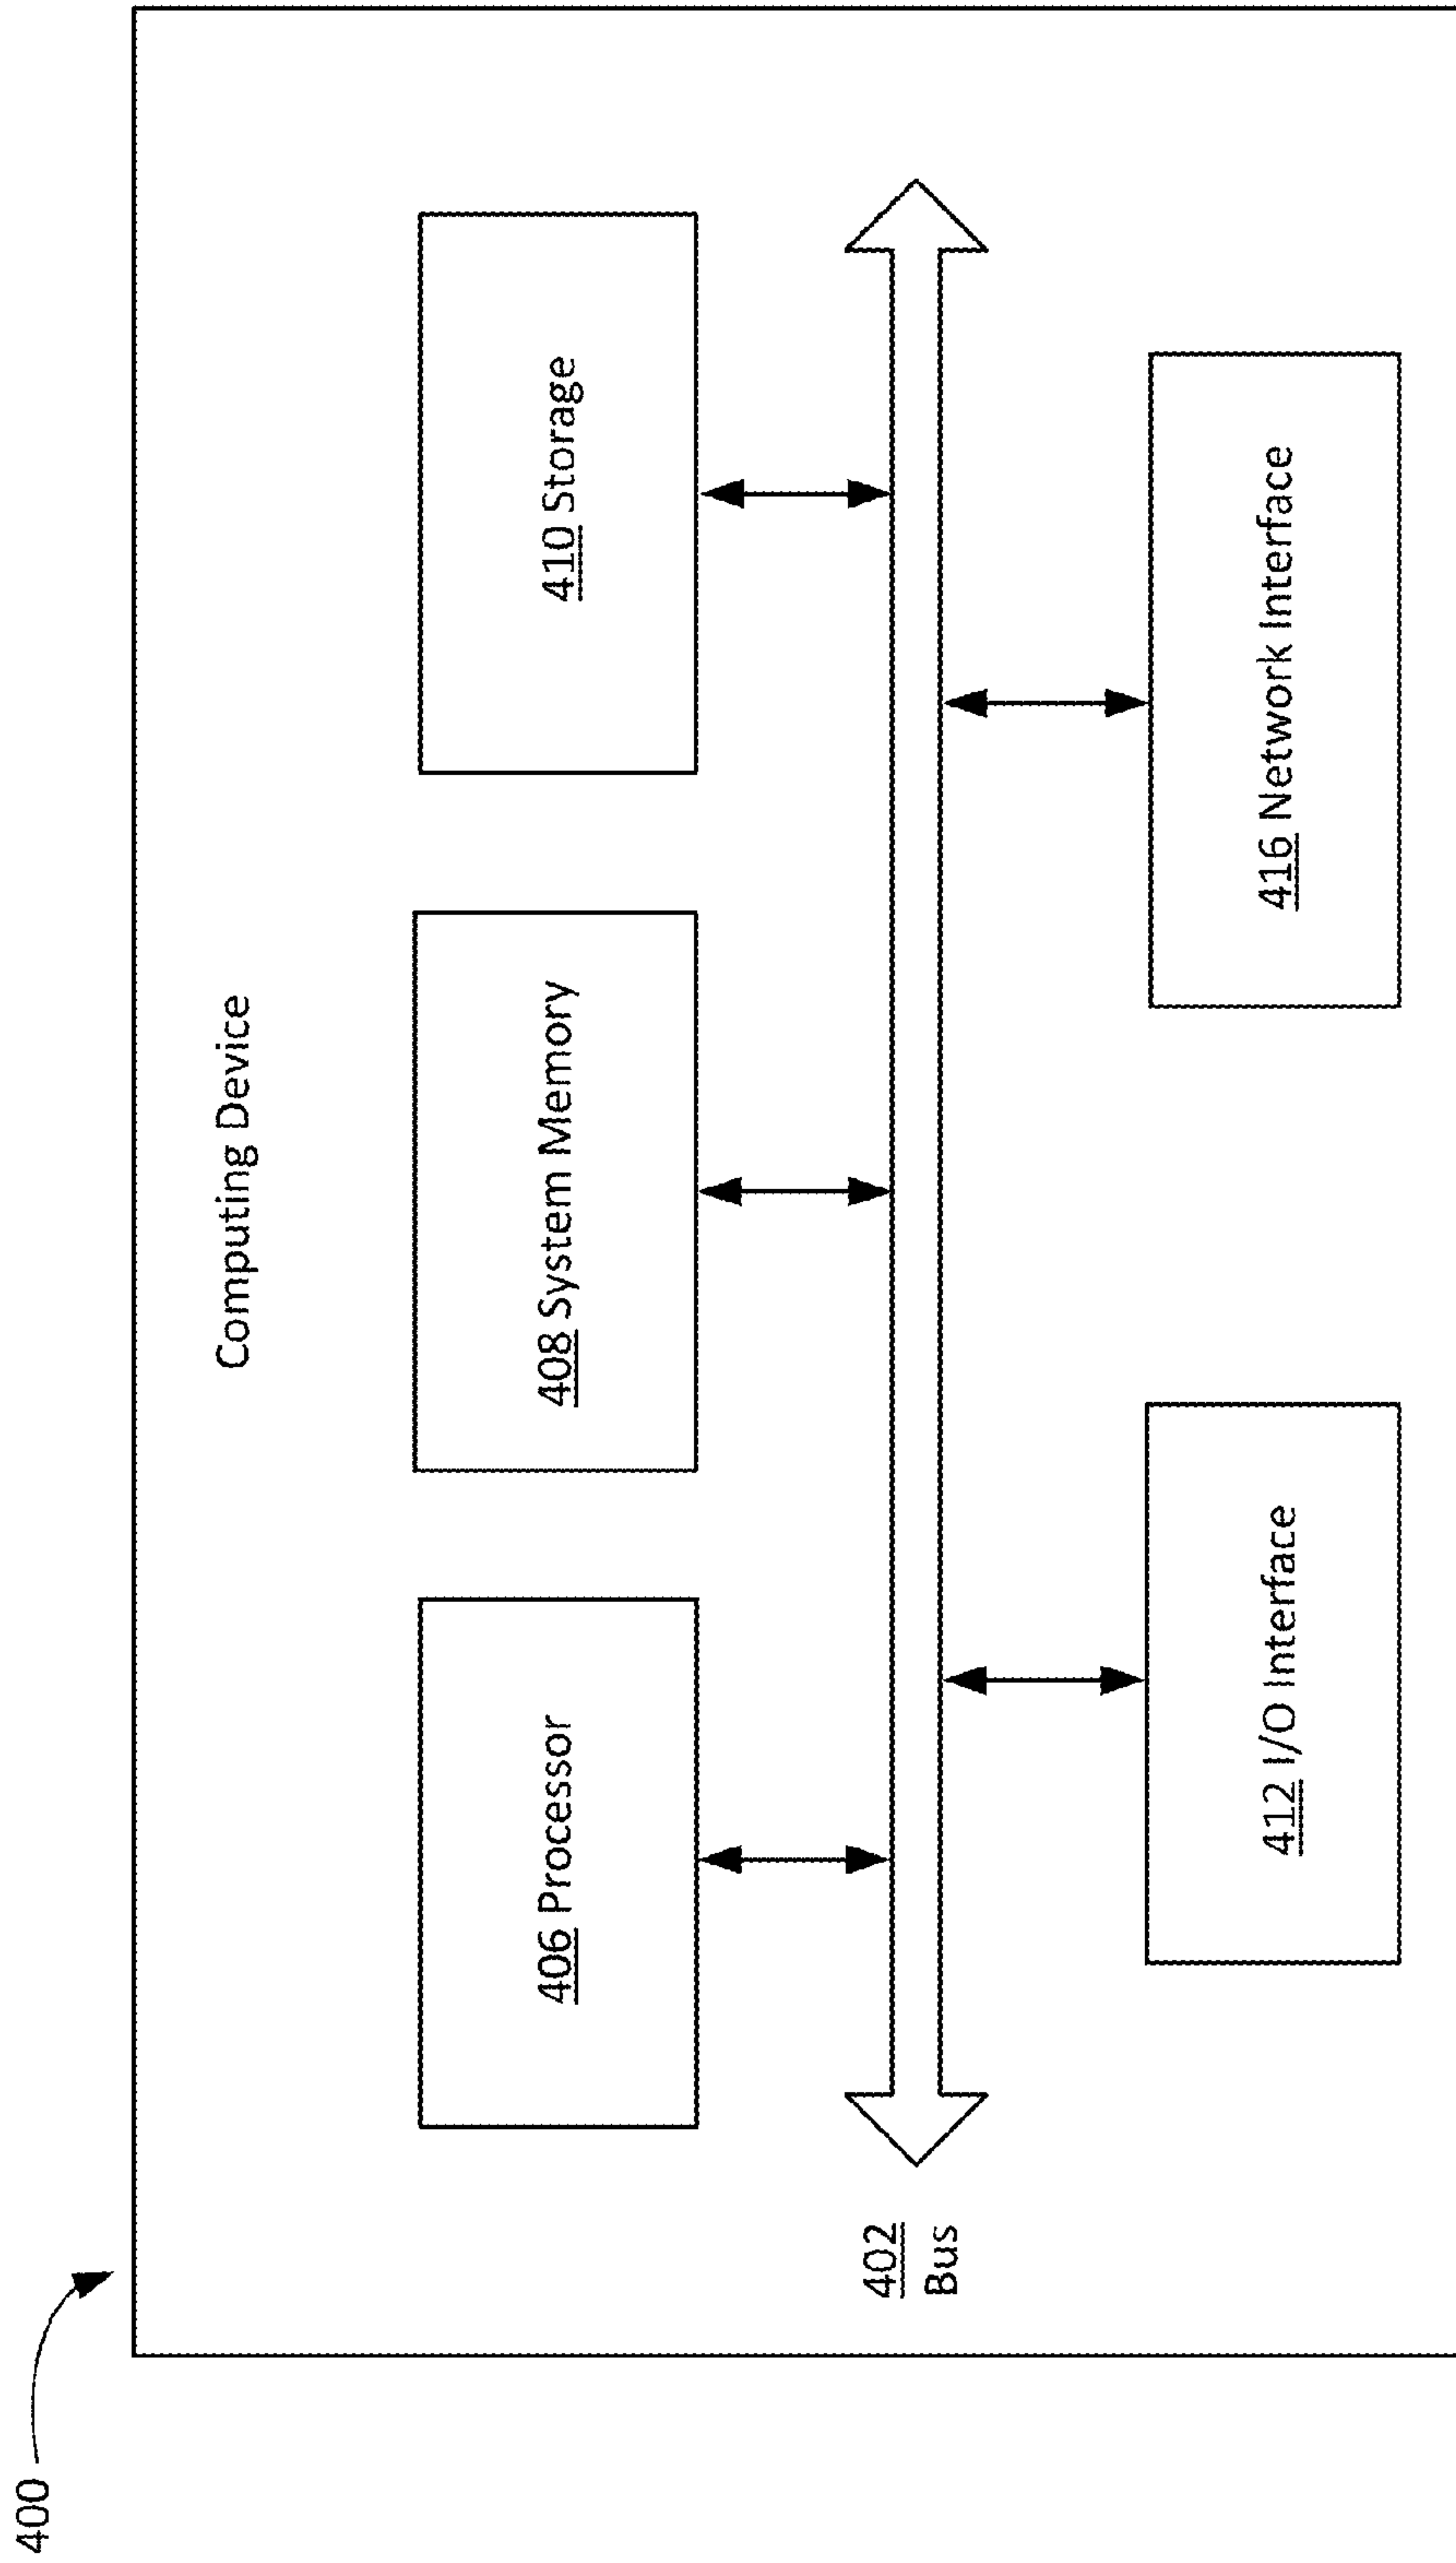 400
Computing Device
406 Processor
408 System Memory
410 Storage
402
Bus
412 I/O Interface
416 Network Interface